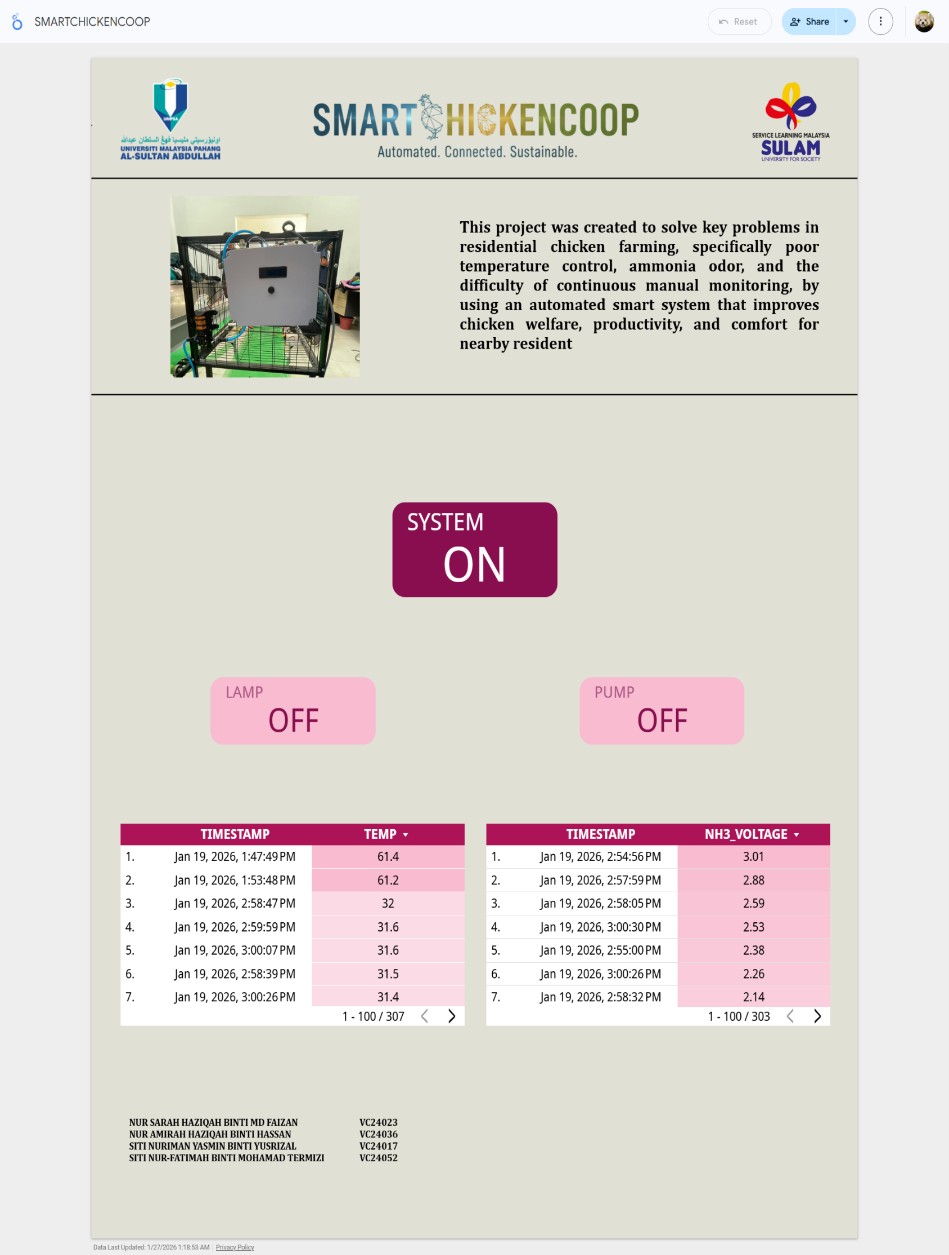 SMARTCHICKENCOOP
Reset
Share
UMPSA
اونيۏرسيتي مليسيا ڤهڠ السلطان عبدالله
UNIVERSITI MALAYSIA PAHANG
AL-SULTAN ABDULLAH
SMARTCHICKENCOOP
Automated. Connected. Sustainable.
SERVICE LEARNING MALAYSIA
SULAM
UNIVERSITY FOR SOCIETY
This project was created to solve key problems in
residential chicken farming, specifically poor
temperature control, ammonia odor, and the
difficulty of continuous manual monitoring, by
using an automated smart system that improves
chicken welfare, productivity, and comfort for
nearby resident
SYSTEM
ON
LAMP
OFF
PUMP
OFF
TIMESTAMP TEMP
1. Jan 19, 2026, 1:47:49 PM 61.4
2. Jan 19, 2026, 1:53:48 PM 61.2
3. Jan 19, 2026, 2:58:47 PM 32
4. Jan 19, 2026, 2:59:59 PM 31.6
5. Jan 19, 2026, 3:00:07 PM 31.6
6. Jan 19, 2026, 2:58:39 PM 31.5
7. Jan 19, 2026, 3:00:26 PM 31.4
1 - 100 / 307
TIMESTAMP NH3_VOLTAGE
1. Jan 19, 2026, 2:54:56 PM 3.01
2. Jan 19, 2026, 2:57:59 PM 2.88
3. Jan 19, 2026, 2:58:05 PM 2.59
4. Jan 19, 2026, 3:00:30 PM 2.53
5. Jan 19, 2026, 2:55:00 PM 2.38
6. Jan 19, 2026, 3:00:26 PM 2.26
7. Jan 19, 2026, 2:58:32 PM 2.14
1 - 100 / 303
NUR SARAH HAZIQAH BINTI MD FAIZAN VC24023
NUR AMIRAH HAZIQAH BINTI HASSAN VC24036
SITI NURIMAN YASMIN BINTI YUSRIZAL VC24017
SITI NUR-FATIMAH BINTI MOHAMAD TERMIZI VC24052
Data Last Updated: 1/27/2026 1:18:53 AM Privacy Policy